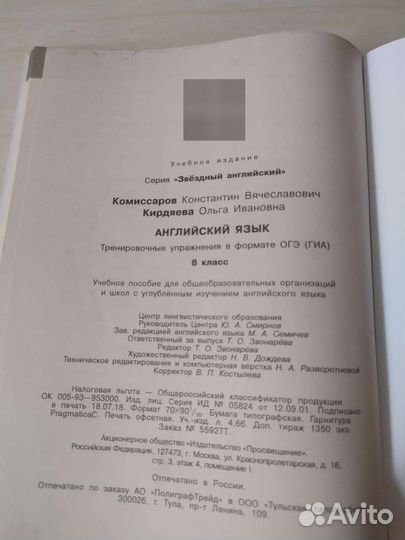 Учебное издание
Серия «Звёздный английский»
Комиссаров Константин Вячеславович
Кирдяева Ольга Ивановна
АНГЛИЙСКИЙ ЯЗЫК
Тренировочные упражнения в формате ОГЭ (ГИА)
8 класс
Учебное пособие для общеобразовательных организаций
и школ с углублённым изучением английского языка
Центр лингвистического образования
Руководитель Центра Ю. А. Смирнов
Зав. редакцией английского языка М. А. Семичев
Ответственный за выпуск Т. О. Звонарёва
Редактор Т. О. Звонарёва
Художественный редактор Н. В. Дождева
Техническое редактирование и компьютерная вёрстка Н. А. Разворотневой
Корректор В. П. Костылева
Налоговая льгота — Общероссийский классификатор продукции
ОК 005-93—953000. Изд. лиц. Серия ИД № 05824 от 12.09.01. Подписано
в печать 18.07.18. Формат 70×90 1/16. Бумага типографская. Гарнитура
PragmaticaC. Печать офсетная. Уч.-изд. л. 4,66. Доп. тираж 1350 экз.
Заказ № 5592ТТ.
Акционерное общество «Издательство «Просвещение».
Российская Федерация, 127473, г. Москва, ул. Краснопролетарская, д. 16,
стр. 3, этаж 4, помещение I.
Отпечатано в России.
Отпечатано по заказу АО «ПолиграфТрейд» в ООО «Тульская
300026, г. Тула, пр-т Ленина, 109.
Avito